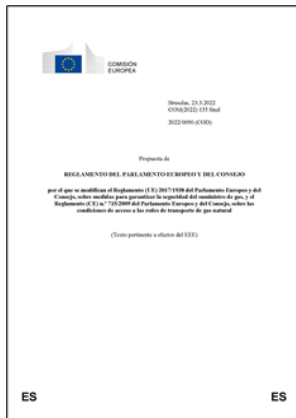 COMISIÓN
EUROPEA
Bruselas, 23.3.2022
COM(2022) 135 final
2022/0090 (COD)
Propuesta de
REGLAMENTO DEL PARLAMENTO EUROPEO Y DEL CONSEJO
por el que se modifican el Reglamento (UE) 2017/1938 del Parlamento Europeo y del
Consejo, sobre medidas para garantizar la seguridad del suministro de gas, y el
Reglamento (CE) n.º 715/2009 del Parlamento Europeo y del Consejo, sobre las
condiciones de acceso a las redes de transporte de gas natural
(Texto pertinente a efectos del EEE)
ES ES